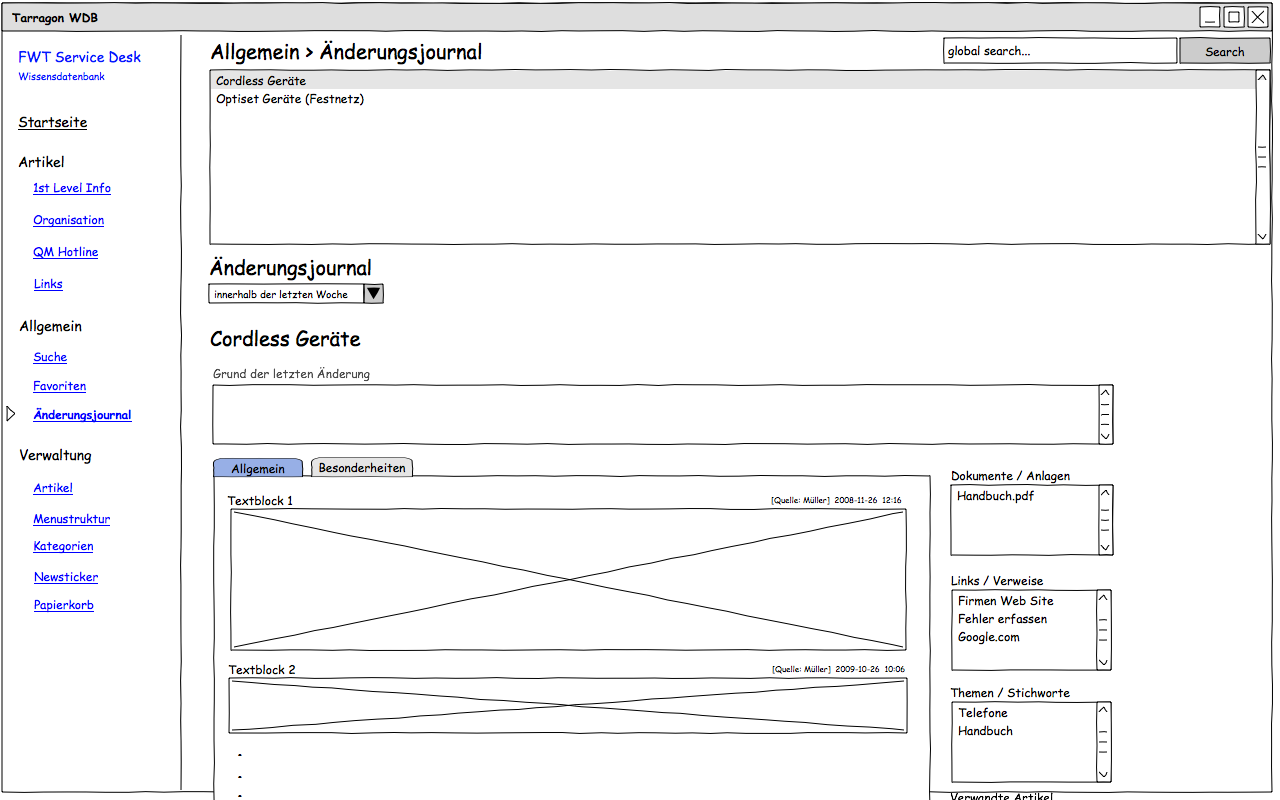 Tarragon WDB
FWT Service Desk
Wissensdatenbank
Startseite
Artikel
1st Level Info
Organisation
QM Hotline
Links
Allgemein
Suche
Favoriten
Änderungsjournal
Verwaltung
Artikel
Menustruktur
Kategorien
Newsticker
Papierkorb
Allgemein > Änderungsjournal
global search...
Search
Cordless Geräte
Optiset Geräte (Festnetz)
Änderungsjournal
innerhalb der letzten Woche
Cordless Geräte
Grund der letzten Änderung
Allgemein
Besonderheiten
Textblock 1
[Quelle: Müller] 2008-11-26 12:16
Textblock 2
[Quelle: Müller] 2009-10-26 10:06
Dokumente / Anlagen
Handbuch.pdf
Links / Verweise
Firmen Web Site
Fehler erfassen
Google.com
Themen / Stichworte
Telefone
Handbuch
Verwandte Artikel